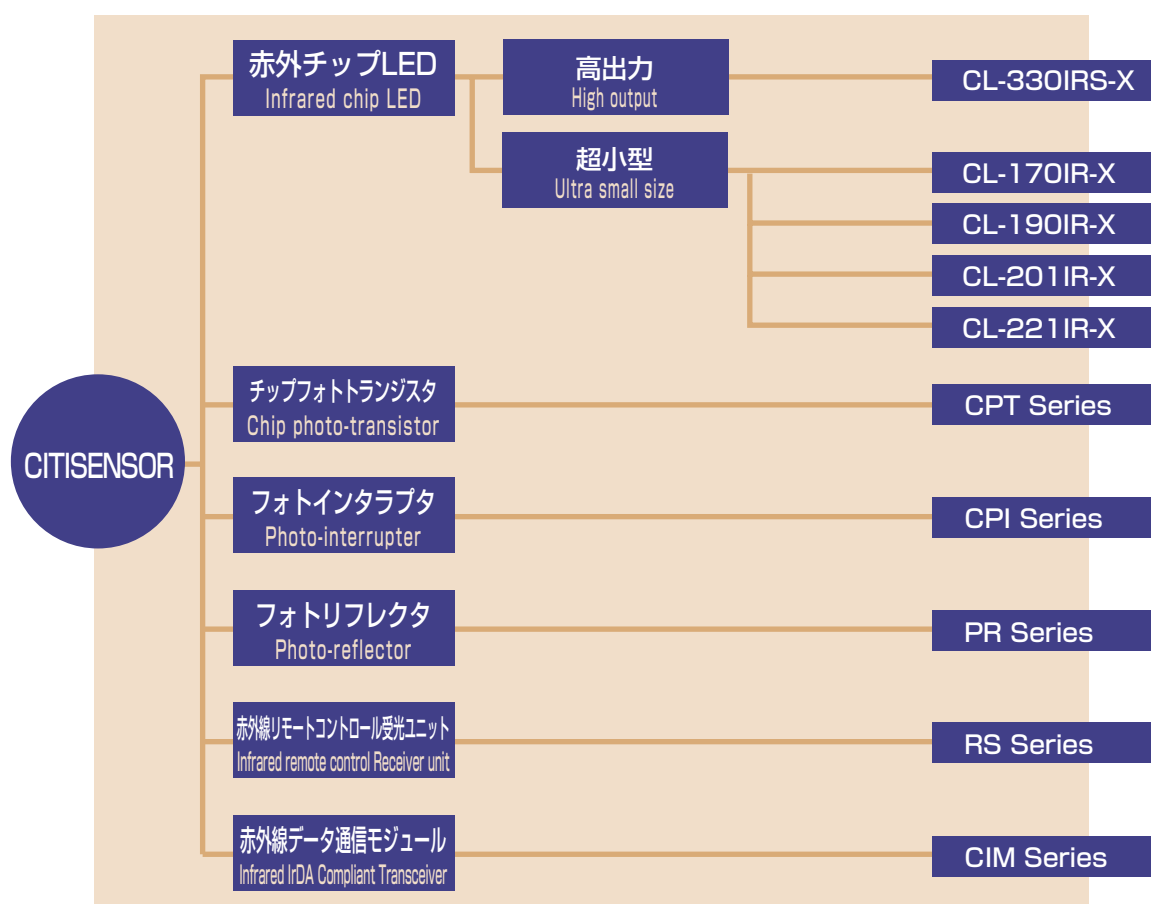 CITISENSOR
赤外チップLED
Infrared chip LED
高出力
High output
CL-330IRS-X
超小型
Ultra small size
CL-170IR-X
CL-190IR-X
CL-201IR-X
CL-221IR-X
チップフォトトランジスタ
Chip photo-transistor
CPT Series
フォトインタラプタ
Photo-interrupter
CPI Series
フォトリフレクタ
Photo-reflector
PR Series
赤外線リモートコントロール受光ユニット
Infrared remote control Receiver unit
RS Series
赤外線データ通信モジュール
Infrared IrDA Compliant Transceiver
CIM Series